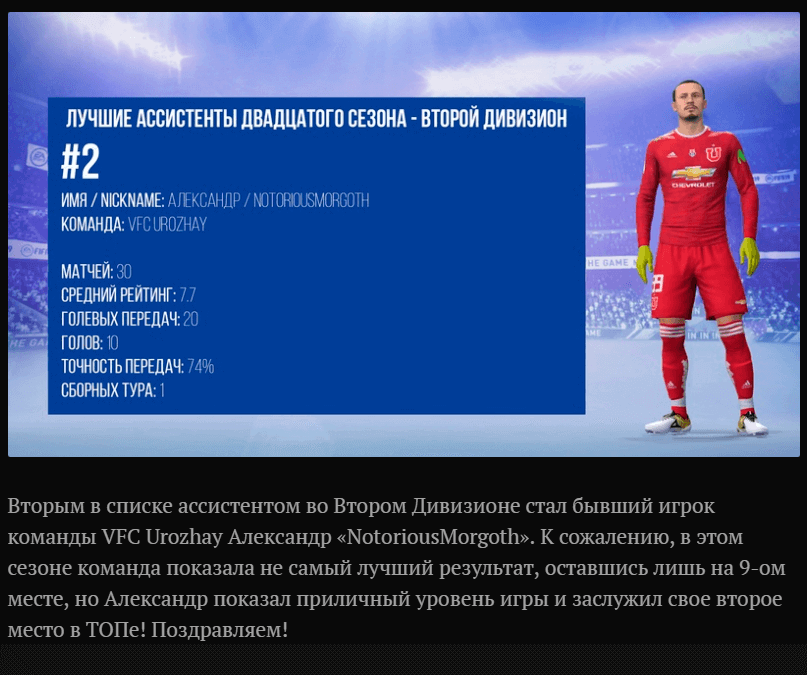 ЛУЧШИЕ АССИСТЕНТЫ ДВАДЦАТОГО СЕЗОНА - ВТОРОЙ ДИВИЗИОН
#2
ИМЯ / NICKNAME: АЛЕКСАНДР / NOTORIOUSMORGOTH
КОМАНДА: VFC UROZHAY
МАТЧЕЙ: 30
СРЕДНИЙ РЕЙТИНГ: 7.7
ГОЛЕВЫХ ПЕРЕДАЧ: 20
ГОЛОВ: 10
ТОЧНОСТЬ ПЕРЕДАЧ: 74%
СБОРНЫХ ТУРА: 1
CHEVROLET
HE GAME
Вторым в списке ассистентом во Втором Дивизионе стал бывший игрок
команды VFC Urozhay Александр «NotoriousMorgoth». К сожалению, в этом
сезоне команда показала не самый лучший результат, оставшись лишь на 9-ом
месте, но Александр показал приличный уровень игры и заслужил свое второе
место в ТОПе! Поздравляем!